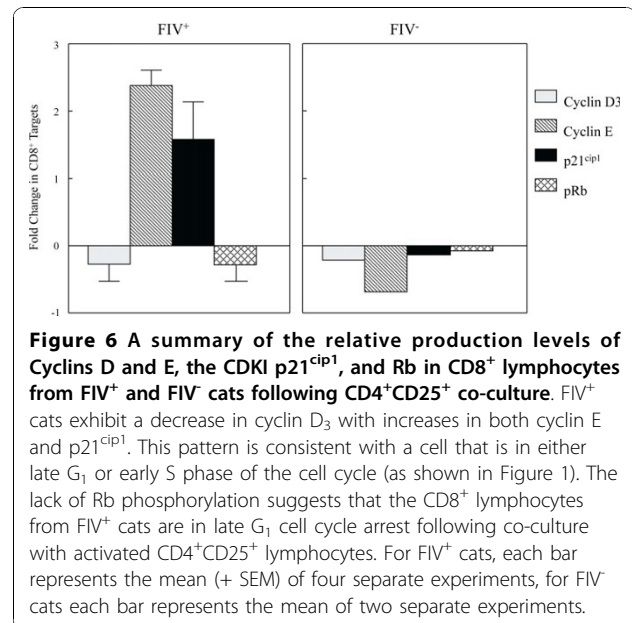 FIV⁺ FIV⁻
3
2
1
0
-1
Fold Change in CD8⁺ Targets
Cyclin D3
Cyclin E
p21ᶜⁱᵖ¹
pRb
Figure 6 A summary of the relative production levels of
Cyclins D and E, the CDKI p21ᶜⁱᵖ¹, and Rb in CD8⁺ lymphocytes
from FIV⁺ and FIV⁻ cats following CD4⁺CD25⁺ co-culture. FIV⁺
cats exhibit a decrease in cyclin D₃ with increases in both cyclin E
and p21ᶜⁱᵖ¹. This pattern is consistent with a cell that is in either
late G₁ or early S phase of the cell cycle (as shown in Figure 1). The
lack of Rb phosphorylation suggests that the CD8⁺ lymphocytes
from FIV⁺ cats are in late G₁ cell cycle arrest following co-culture
with activated CD4⁺CD25⁺ lymphocytes. For FIV⁺ cats, each bar
represents the mean (+ SEM) of four separate experiments, for FIV⁻
cats each bar represents the mean of two separate experiments.